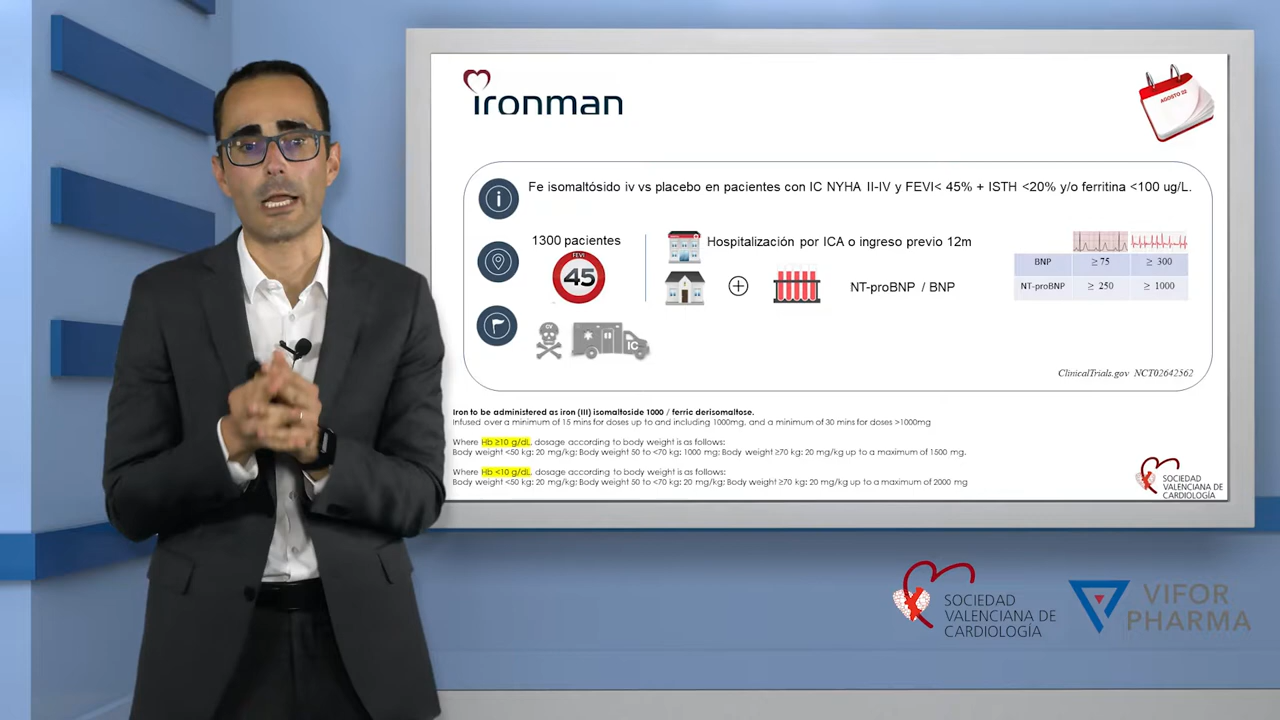 ironman
AGOSTO 22
Fe isomaltósido iv vs placebo en pacientes con IC NYHA II-IV y FEVI< 45% + ISTH <20% y/o ferritina <100 ug/L.
1300 pacientes
FEVI
45
Hospitalización por ICA o ingreso previo 12m
NT-proBNP / BNP
BNP ≥ 75 ≥ 300
NT-proBNP ≥ 250 ≥ 1000
CV
IC
ClinicalTrials.gov NCT02642562
Iron to be administered as iron (III) isomaltoside 1000 / ferric derisomaltose.
Infused over a minimum of 15 mins for doses up to and including 1000mg, and a minimum of 30 mins for doses >1000mg
Where Hb ≥10 g/dL, dosage according to body weight is as follows:
Body weight <50 kg: 20 mg/kg; Body weight 50 to <70 kg: 1000 mg; Body weight ≥70 kg: 20 mg/kg up to a maximum of 1500 mg.
Where Hb <10 g/dL, dosage according to body weight is as follows:
Body weight <50 kg: 20 mg/kg; Body weight 50 to <70 kg: 20 mg/kg; Body weight ≥70 kg: 20 mg/kg up to a maximum of 2000 mg
SOCIEDAD
VALENCIANA DE
CARDIOLOGÍA
SOCIEDAD
VALENCIANA DE
CARDIOLOGÍA
VIFOR
PHARMA